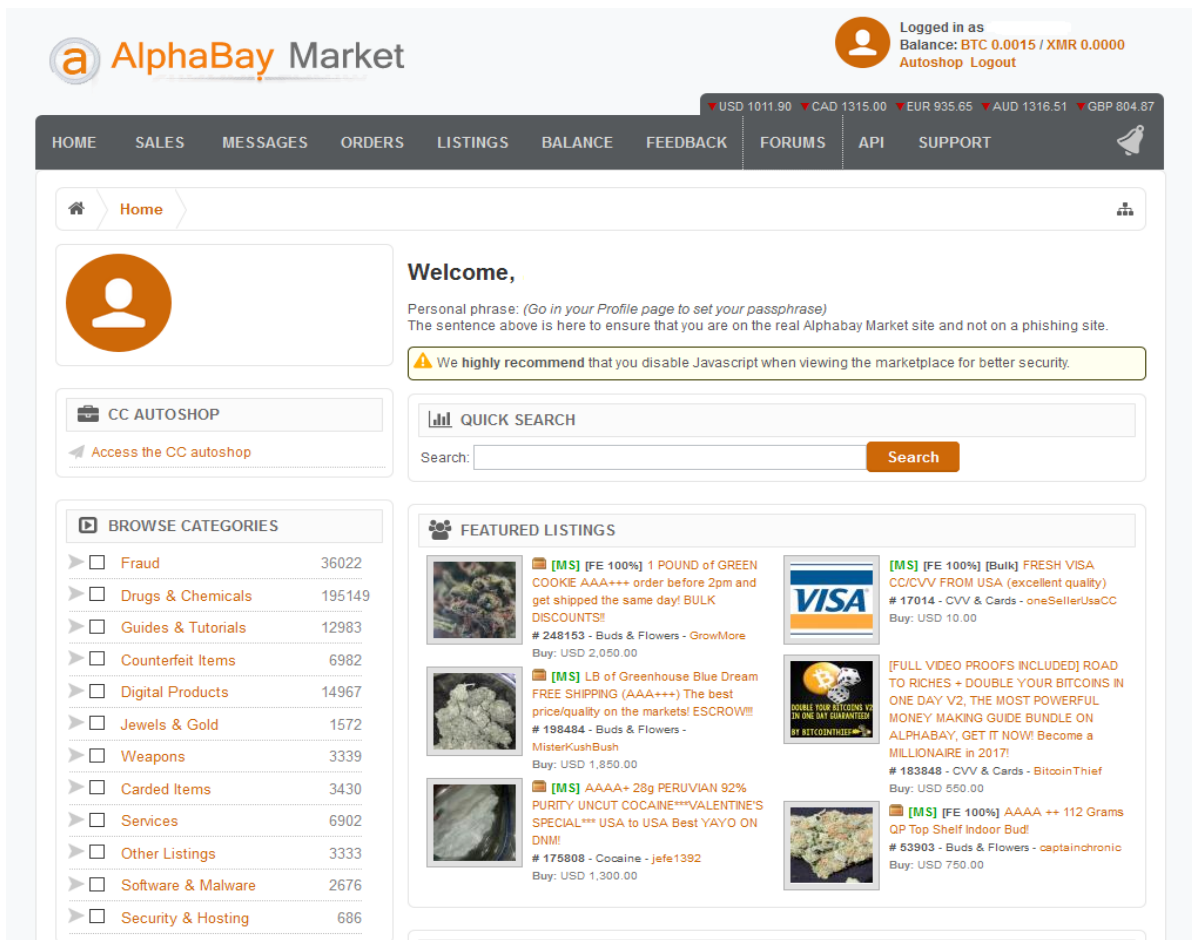 a AlphaBay Market
Logged in as
Balance: BTC 0.0015 / XMR 0.0000
Autoshop Logout
▼USD 1011.90 ▼CAD 1315.00 ▼EUR 935.65 ▼AUD 1316.51 ▼GBP 804.87
HOME SALES MESSAGES ORDERS LISTINGS BALANCE FEEDBACK FORUMS API SUPPORT
Home
CC AUTOSHOP
Access the CC autoshop
BROWSE CATEGORIES
Fraud 36022
Drugs & Chemicals 195149
Guides & Tutorials 12983
Counterfeit Items 6982
Digital Products 14967
Jewels & Gold 1572
Weapons 3339
Carded Items 3430
Services 6902
Other Listings 3333
Software & Malware 2676
Security & Hosting 686
Welcome,
Personal phrase: (Go in your Profile page to set your passphrase)
The sentence above is here to ensure that you are on the real Alphabay Market site and not on a phishing site.
We highly recommend that you disable Javascript when viewing the marketplace for better security.
QUICK SEARCH
Search: Search
FEATURED LISTINGS
[MS] [FE 100%] 1 POUND of GREEN
COOKIE AAA+++ order before 2pm and
get shipped the same day! BULK
DISCOUNTS!!
# 248153 - Buds & Flowers - GrowMore
Buy: USD 2,050.00
[MS] LB of Greenhouse Blue Dream
FREE SHIPPING (AAA+++) The best
price/quality on the markets! ESCROW!!!
# 198484 - Buds & Flowers -
MisterKushBush
Buy: USD 1,850.00
[MS] AAAA+ 28g PERUVIAN 92%
PURITY UNCUT COCAINE***VALENTINE'S
SPECIAL*** USA to USA Best YAYO ON
DNM!
# 175808 - Cocaine - jefe1392
Buy: USD 1,300.00
VISA
[MS] [FE 100%] [Bulk] FRESH VISA
CC/CVV FROM USA (excellent quality)
# 17014 - CVV & Cards - oneSellerUsaCC
Buy: USD 10.00
DOUBLE YOUR BITCOINS V2
IN ONE DAY GUARANTEED!
BY BITCOINTHIEF
[FULL VIDEO PROOFS INCLUDED] ROAD
TO RICHES + DOUBLE YOUR BITCOINS IN
ONE DAY V2, THE MOST POWERFUL
MONEY MAKING GUIDE BUNDLE ON
ALPHABAY, GET IT NOW! Become a
MILLIONAIRE in 2017!
# 183848 - CVV & Cards - BitcoinThief
Buy: USD 550.00
[MS] [FE 100%] AAAA ++ 112 Grams
QP Top Shelf Indoor Bud!
# 53903 - Buds & Flowers - captainchronic
Buy: USD 750.00